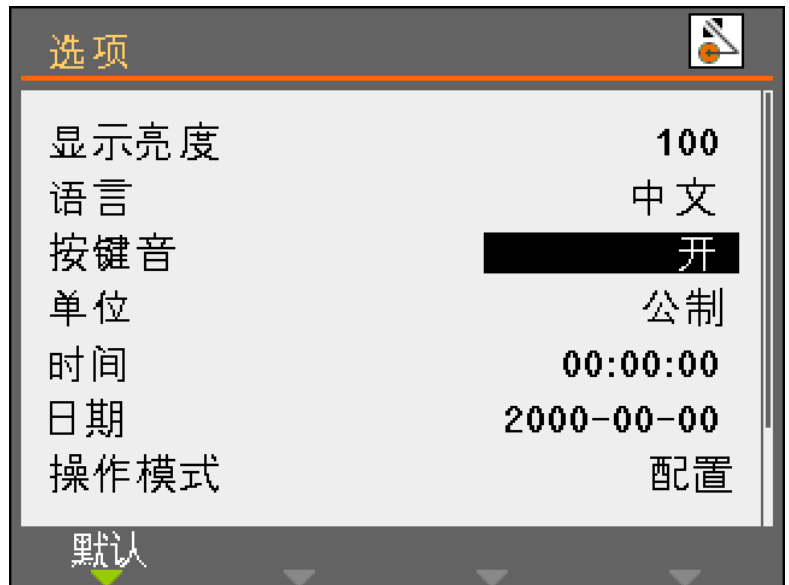 选项
显示亮度 100
语言 中文
按键音 开
单位 公制
时间 00:00:00
日期 2000-00-00
操作模式 配置
默认